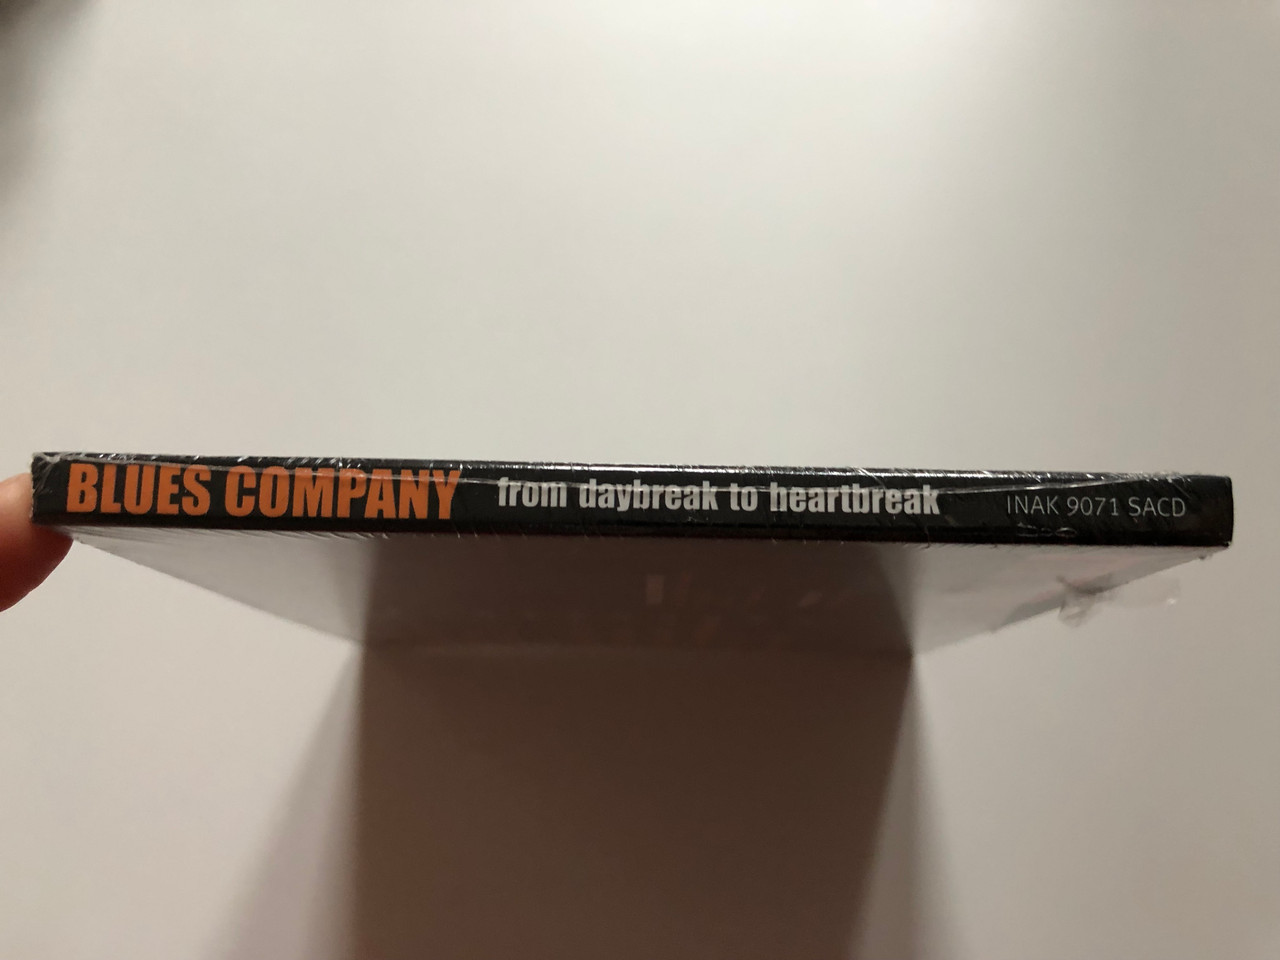 BLUES COMPANY from daybreak to heartbreak INAK 9071 SACD